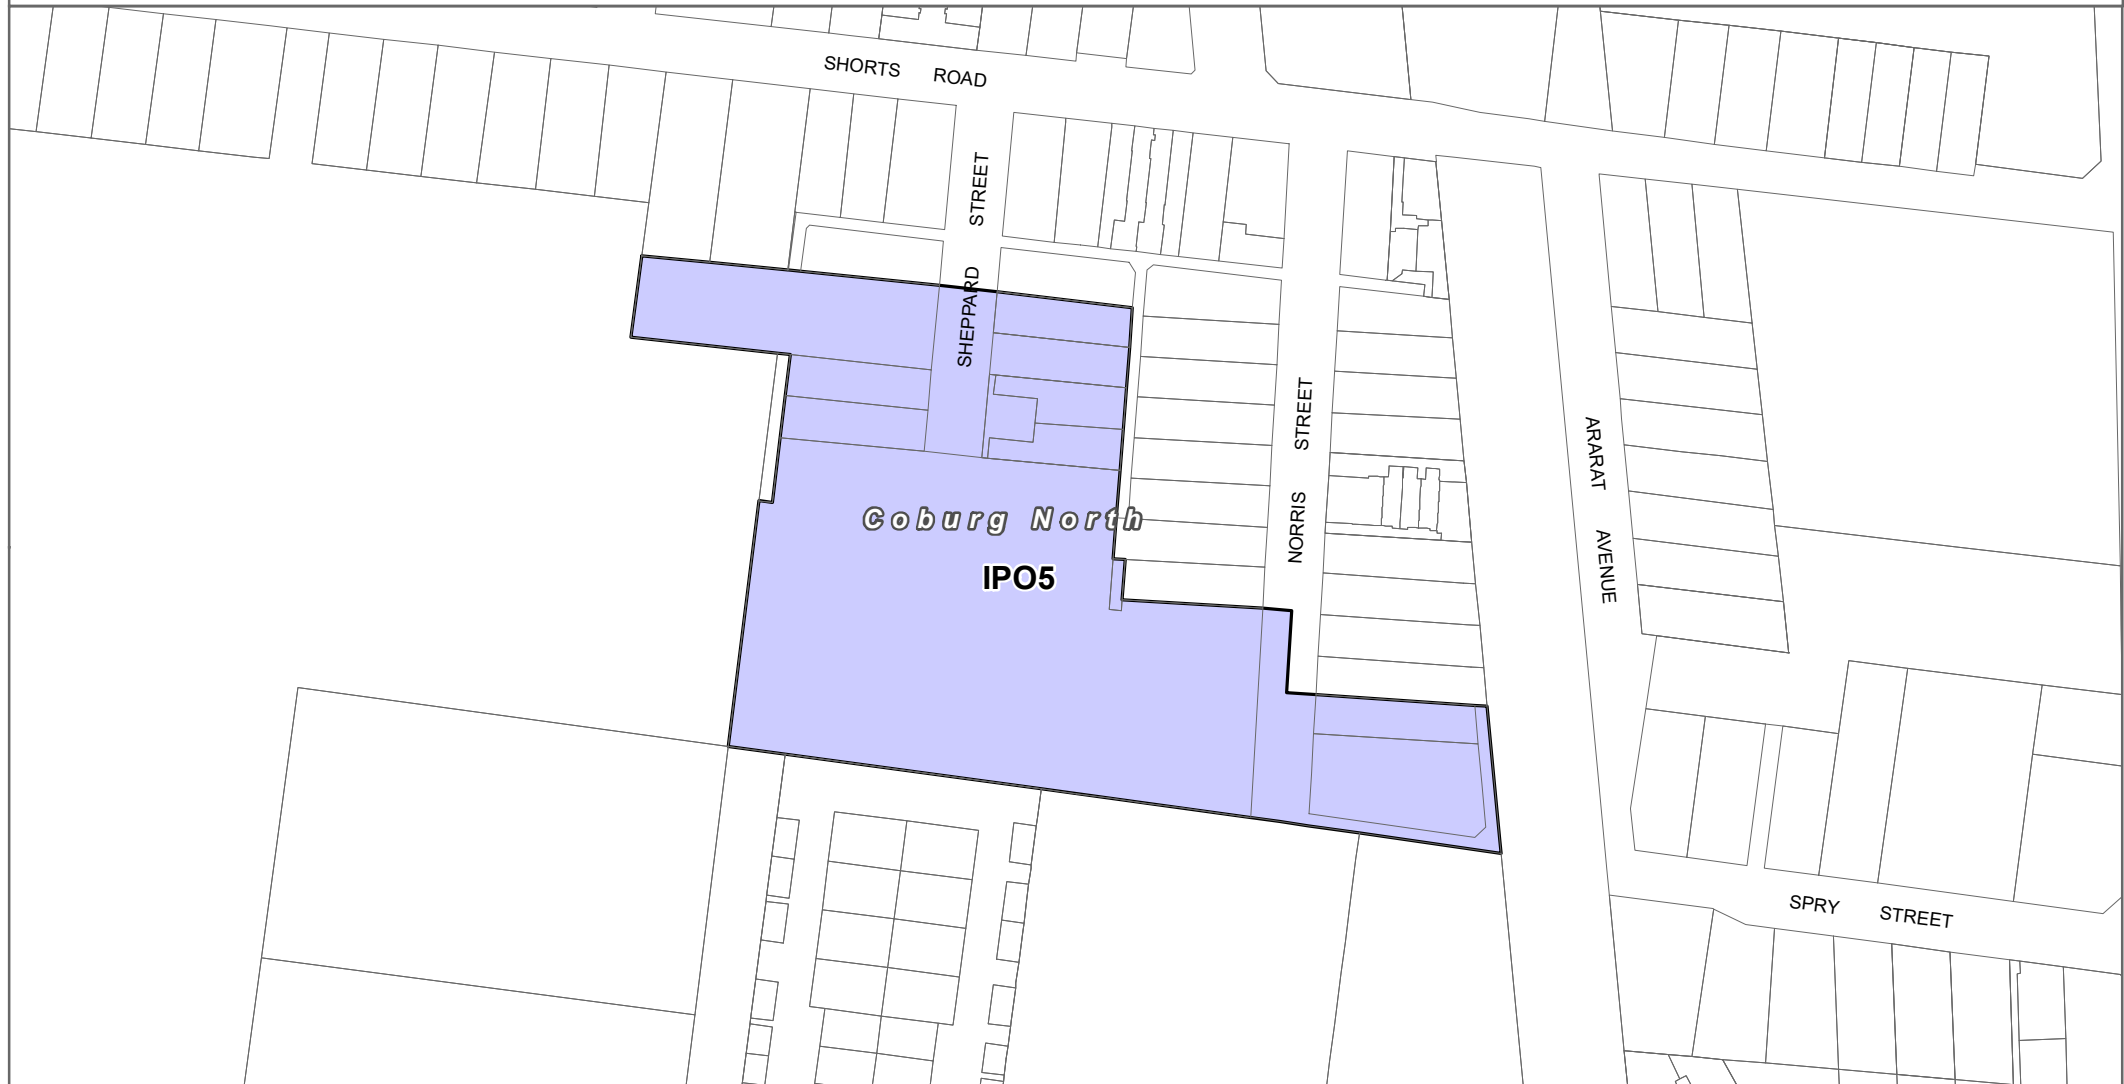 SHORTS ROAD
SHEPPARD STREET
NORRIS STREET
ARARAT AVENUE
Coburg North
IPO5
SPRY STREET